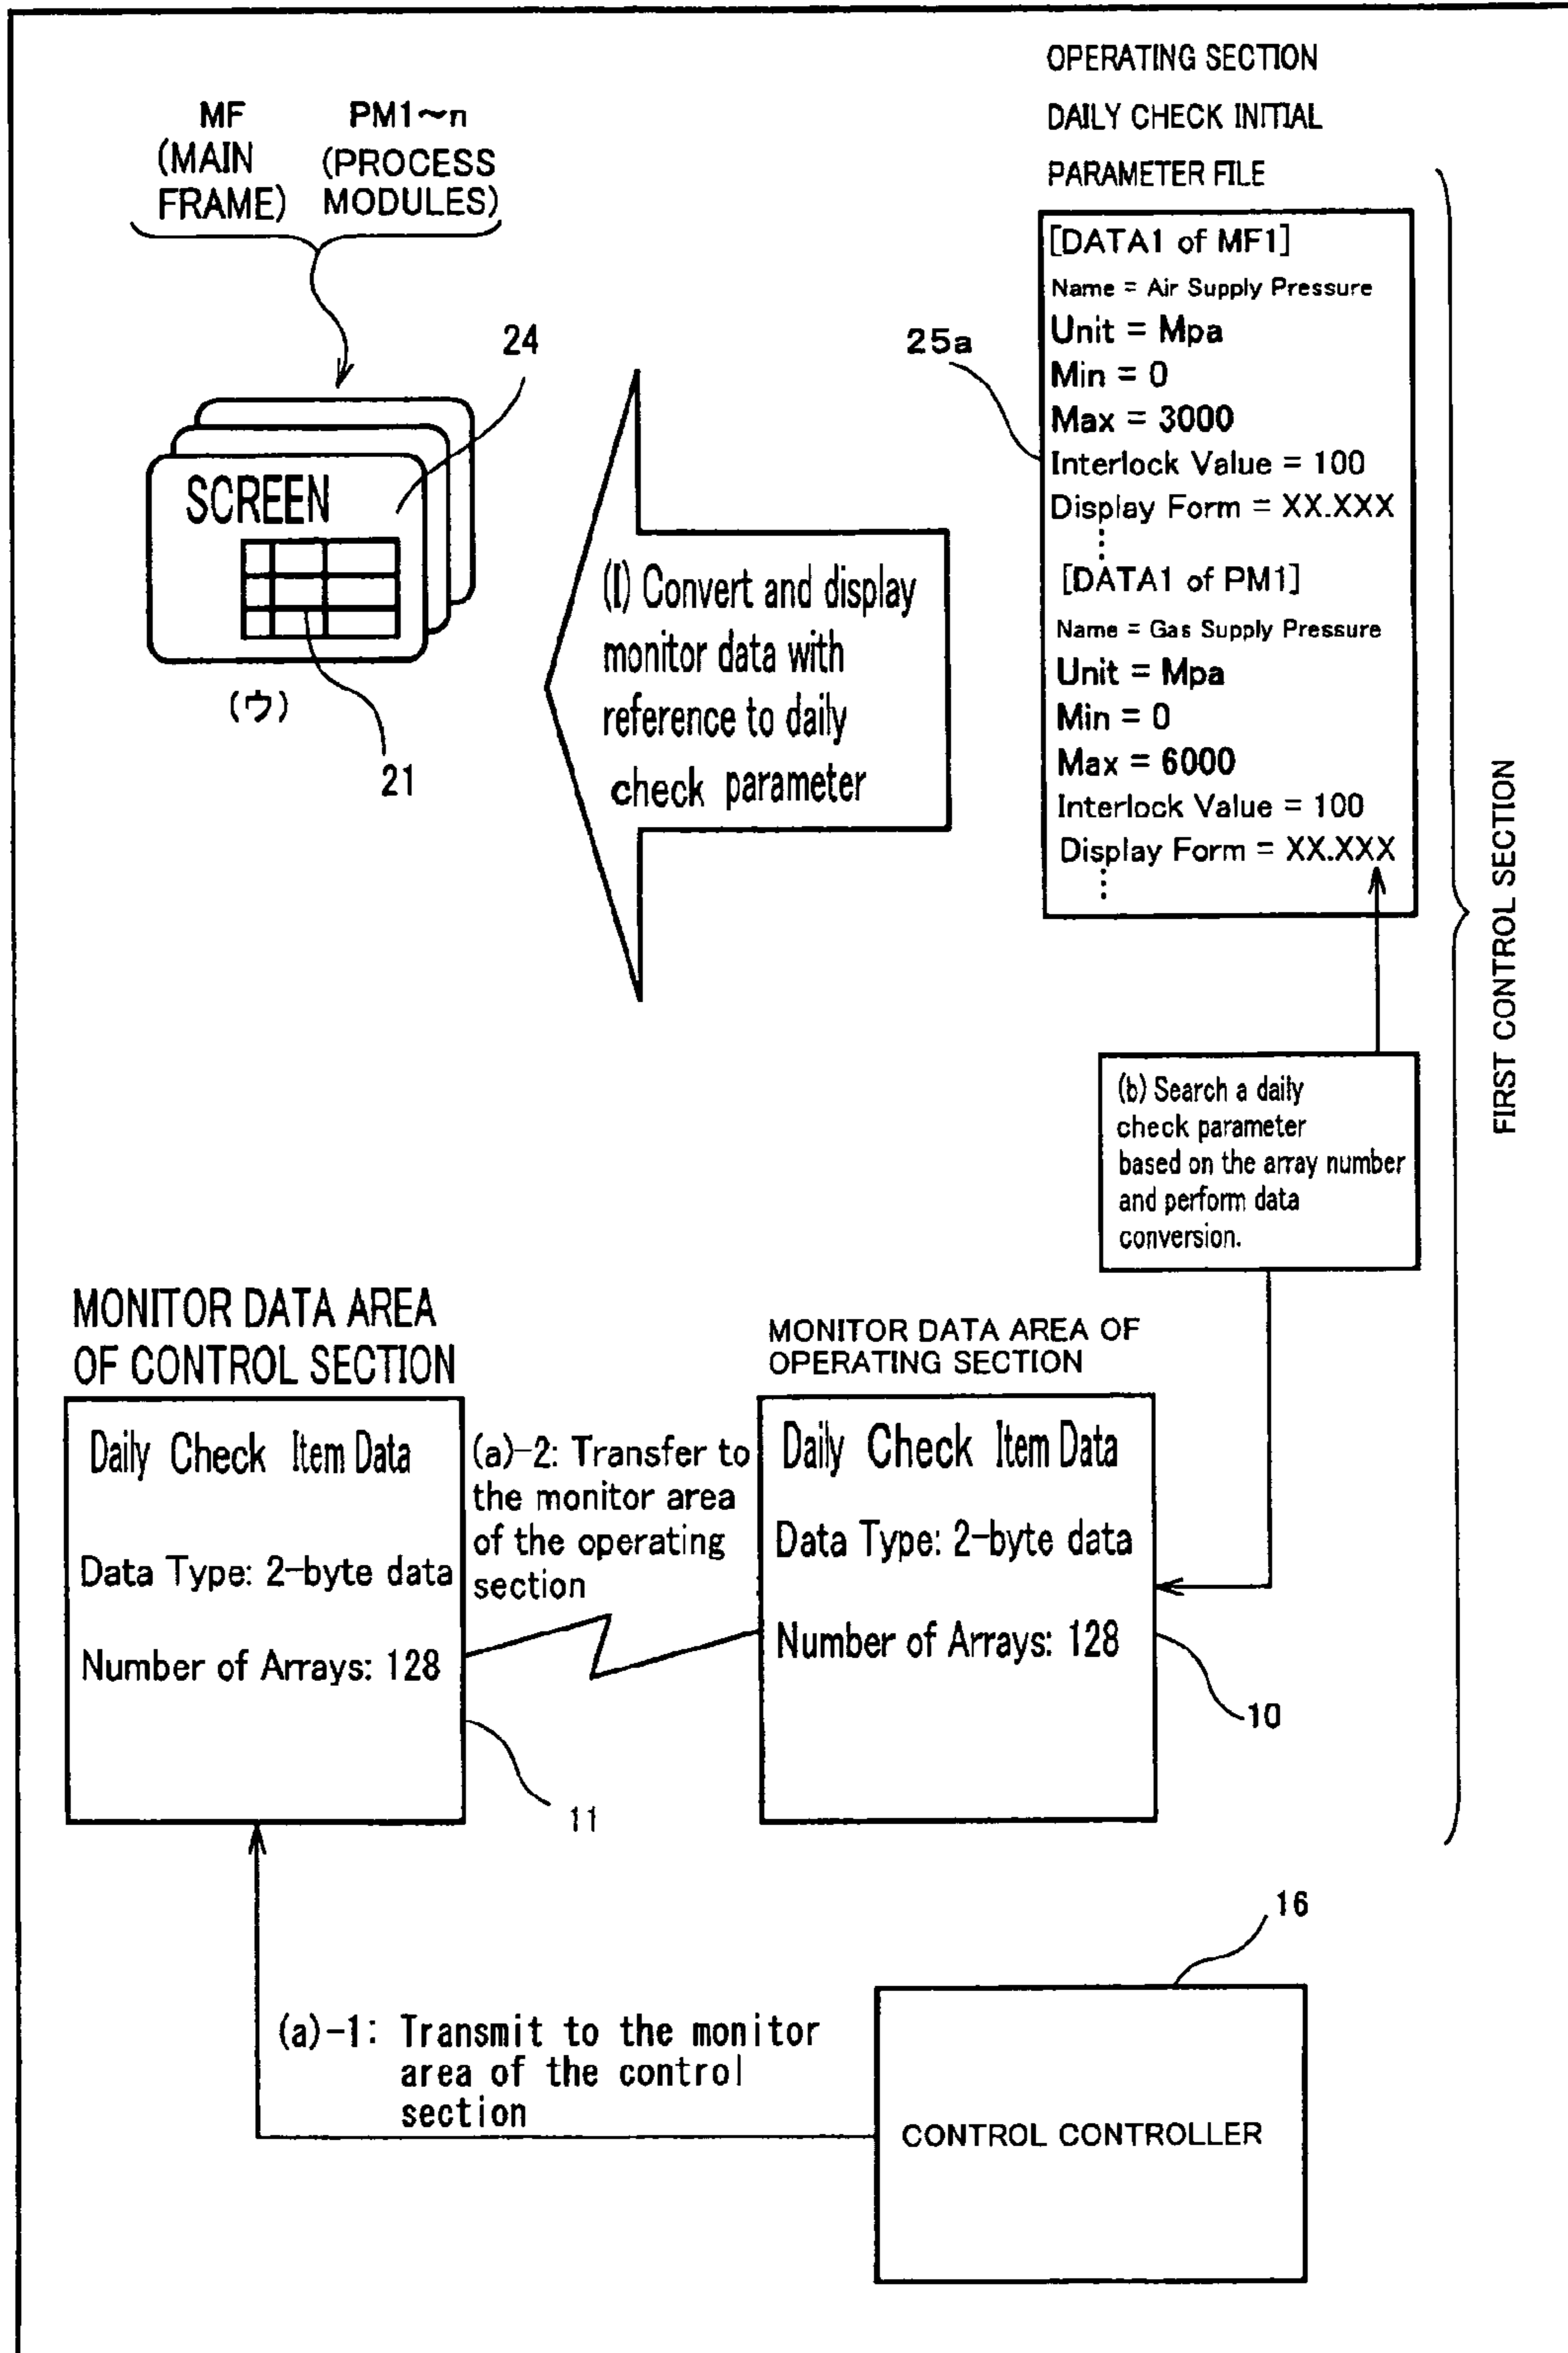 OPERATING SECTION
DAILY CHECK INITIAL
PARAMETER FILE
MF
(MAIN
FRAME)
PM1~n
(PROCESS
MODULES)
24
SCREEN
(ウ)
21
(I) Convert and display
monitor data with
reference to daily
check parameter
25a
[DATA1 of MF1]
Name = Air Supply Pressure
Unit = Mpa
Min = 0
Max = 3000
Interlock Value = 100
Display Form = XX.XXX
[DATA1 of PM1]
Name = Gas Supply Pressure
Unit = Mpa
Min = 0
Max = 6000
Interlock Value = 100
Display Form = XX.XXX
FIRST CONTROL SECTION
(b) Search a daily
check parameter
based on the array number
and perform data
conversion.
MONITOR DATA AREA
OF CONTROL SECTION
Daily Check Item Data
Data Type: 2-byte data
Number of Arrays: 128
11
(a)-2: Transfer to
the monitor area
of the operating
section
MONITOR DATA AREA OF
OPERATING SECTION
Daily Check Item Data
Data Type: 2-byte data
Number of Arrays: 128
10
16
(a)-1: Transmit to the monitor
area of the control
section
CONTROL CONTROLLER